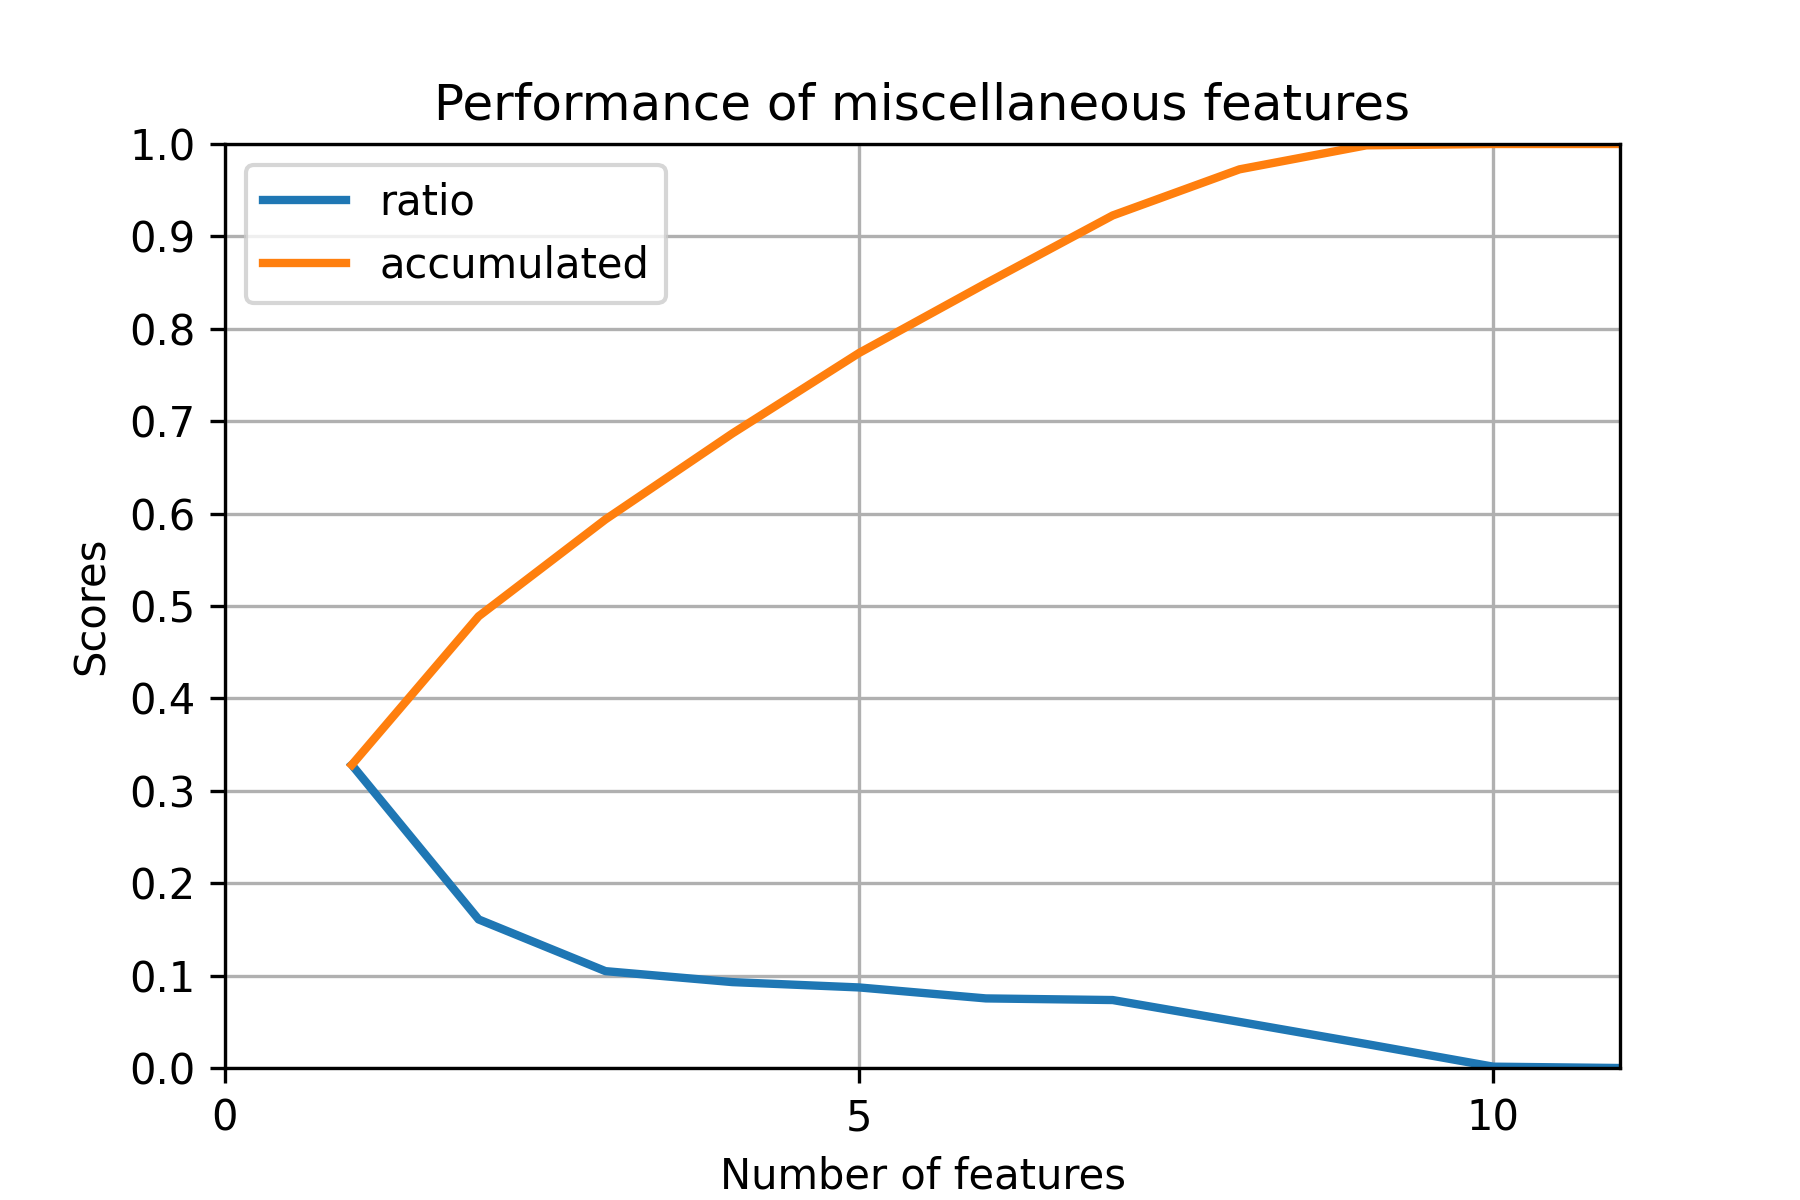 Performance of miscellaneous features
ratio
accumulated
1.0
0.9
0.8
0.7
0.6
0.5
0.4
0.3
0.2
0.1
0.0
Scores
0 5 10
Number of features